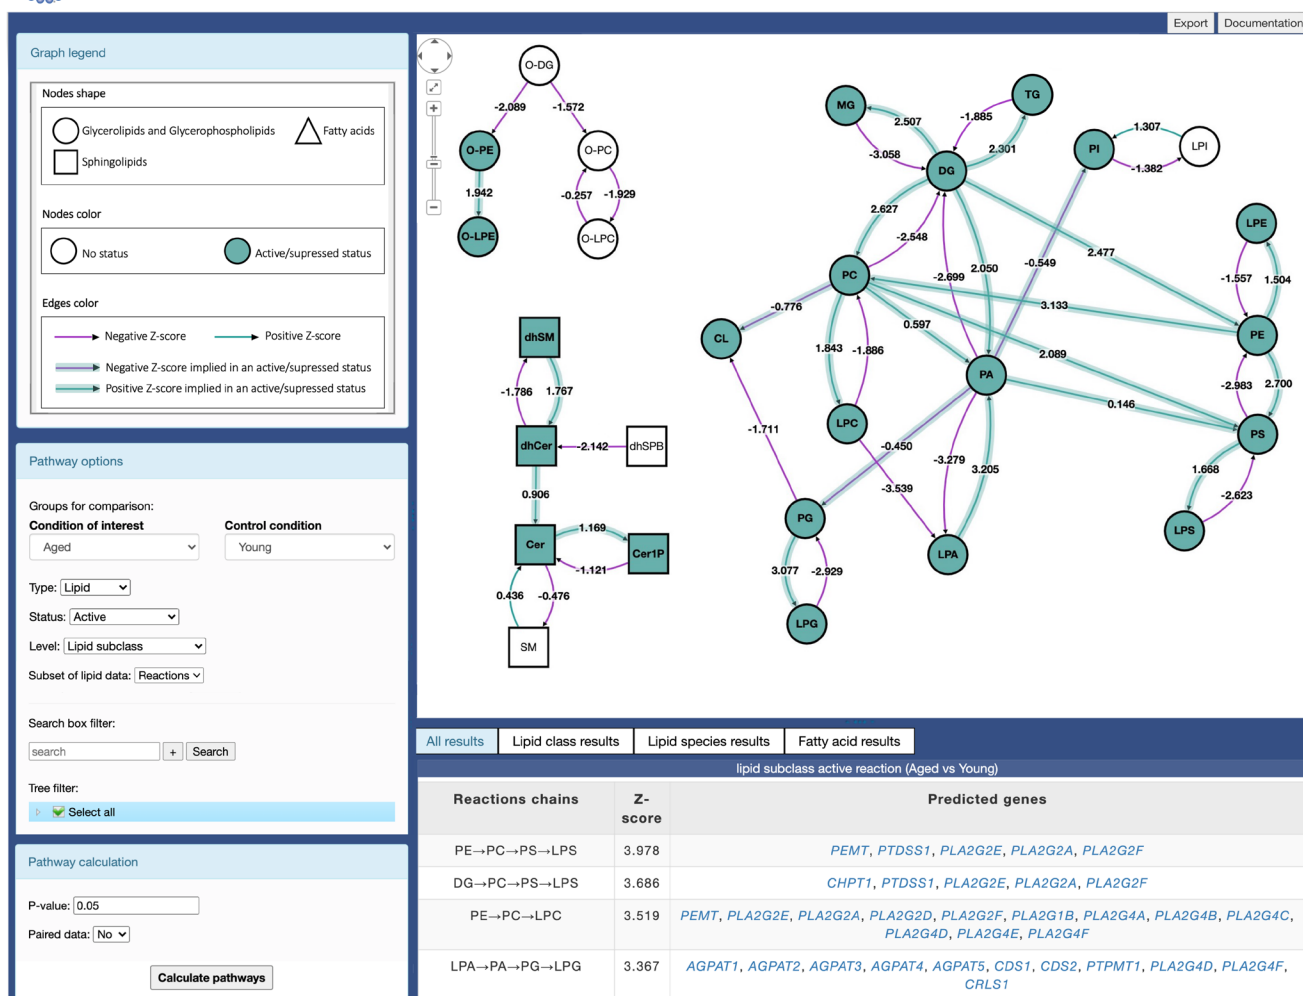 Export Documentation
Graph legend
Nodes shape
Glycerolipids and Glycerophospholipids
Fatty acids
Sphingolipids
Nodes color
No status
Active/supressed status
Edges color
Negative Z-score
Positive Z-score
Negative Z-score implied in an active/supressed status
Positive Z-score implied in an active/supressed status
Pathway options
Groups for comparison:
Condition of interest Control condition
Aged Young
Type: Lipid
Status: Active
Level: Lipid subclass
Subset of lipid data: Reactions
Search box filter:
search + Search
Tree filter:
Select all
Pathway calculation
P-value: 0.05
Paired data: No
Calculate pathways
O-DG
-2.089
-1.572
O-PE
O-PC
1.942
-0.257
-1.929
O-LPE
O-LPC
dhSM
-1.786
1.767
dhCer
-2.142
dhSPB
0.906
Cer
1.169
Cer1P
-1.121
0.436
-0.476
SM
MG
TG
2.507
-1.885
-3.058
2.301
DG
PI
1.307
LPI
-1.382
2.627
-2.548
PC
2.050
-2.699
-0.549
2.477
LPE
-1.557
1.504
3.133
-0.776
0.597
CL
1.843
-1.886
2.089
PE
PA
-2.983
2.700
0.146
LPC
-1.711
-0.450
-3.279
3.205
PS
-3.539
1.668
-2.623
PG
LPS
LPA
3.077
-2.929
LPG
All results Lipid class results Lipid species results Fatty acid results
lipid subclass active reaction (Aged vs Young)
Reactions chains Z-score Predicted genes
PE→PC→PS→LPS 3.978 PEMT, PTDSS1, PLA2G2E, PLA2G2A, PLA2G2F
DG→PC→PS→LPS 3.686 CHPT1, PTDSS1, PLA2G2E, PLA2G2A, PLA2G2F
PE→PC→LPC 3.519 PEMT, PLA2G2E, PLA2G2A, PLA2G2D, PLA2G2F, PLA2G1B, PLA2G4A, PLA2G4B, PLA2G4C,
PLA2G4D, PLA2G4E, PLA2G4F
LPA→PA→PG→LPG 3.367 AGPAT1, AGPAT2, AGPAT3, AGPAT4, AGPAT5, CDS1, CDS2, PTPMT1, PLA2G4D, PLA2G4F,
CRLS1